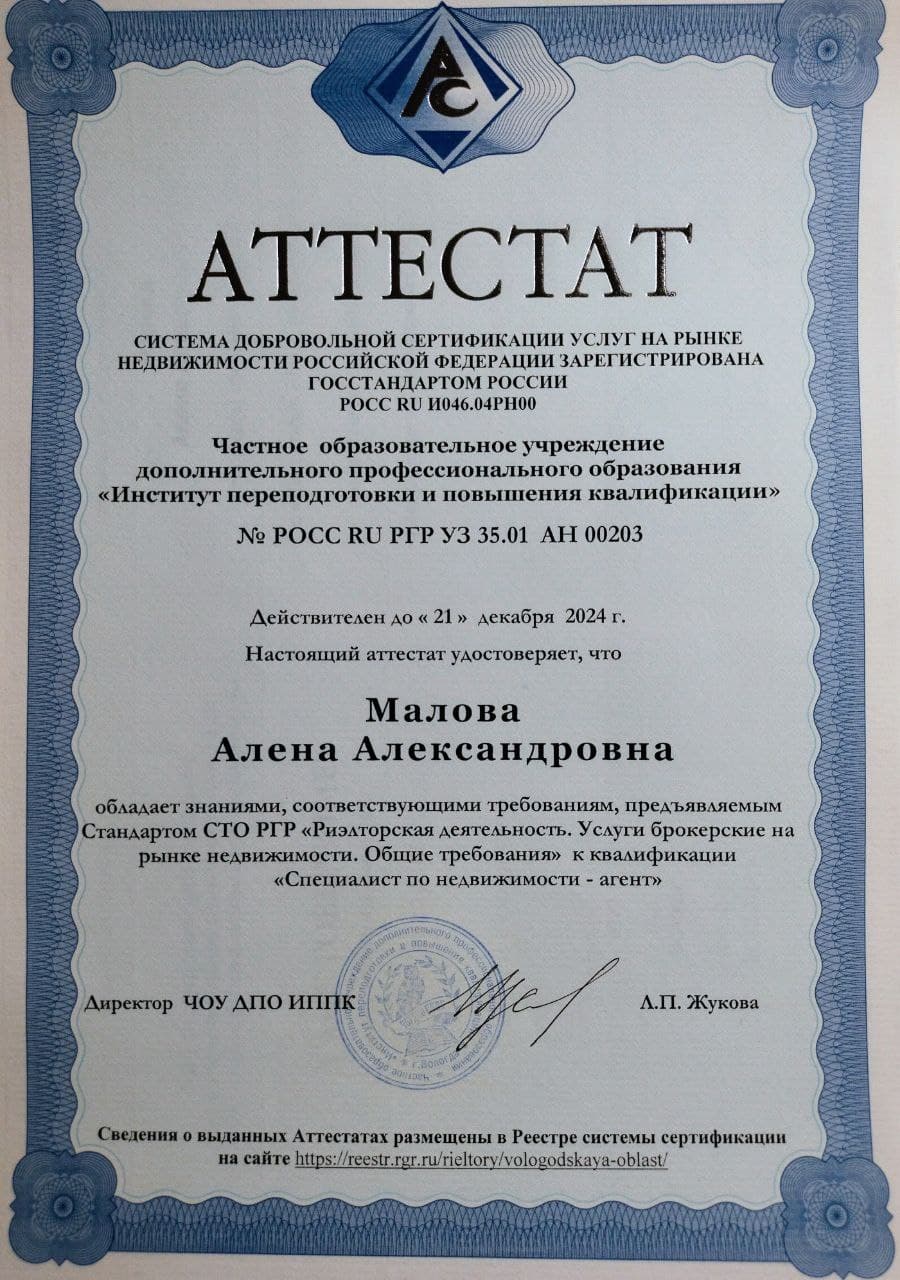 АС
АТТЕСТАТ
СИСТЕМА ДОБРОВОЛЬНОЙ СЕРТИФИКАЦИИ УСЛУГ НА РЫНКЕ
НЕДВИЖИМОСТИ РОССИЙСКОЙ ФЕДЕРАЦИИ ЗАРЕГИСТРИРОВАНА
ГОССТАНДАРТОМ РОССИИ
РОСС RU И046.04РН00
Частное образовательное учреждение
дополнительного профессионального образования
«Институт переподготовки и повышения квалификации»
№ РОСС RU РГР УЗ 35.01 АН 00203
Действителен до « 21 » декабря 2024 г.
Настоящий аттестат удостоверяет, что
Малова
Алена Александровна
обладает знаниями, соответствующими требованиям, предъявляемым
Стандартом СТО РГР «Риэлторская деятельность. Услуги брокерские на
рынке недвижимости. Общие требования» к квалификации
«Специалист по недвижимости - агент»
Директор ЧОУ ДПО ИППК Л.П. Жукова
г. Вологда
Сведения о выданных Аттестатах размещены в Реестре системы сертификации
на сайте https://reestr.rgr.ru/rieltory/vologodskaya-oblast/